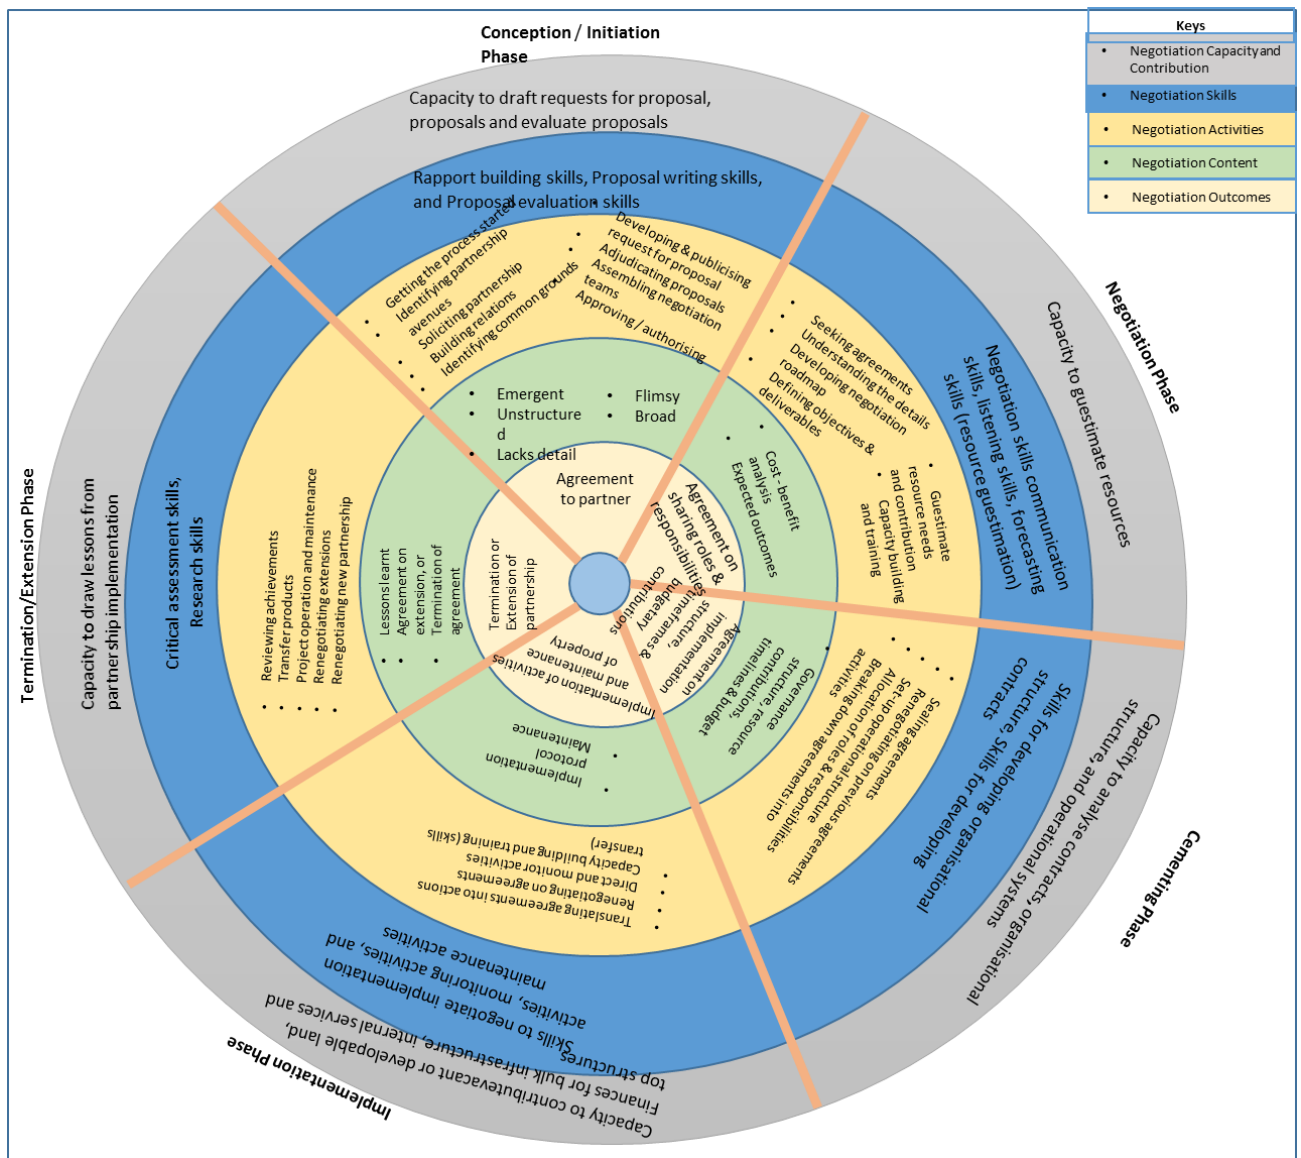 Conception / Initiation
Phase
Keys
• Negotiation Capacity and
Contribution
• Negotiation Skills
• Negotiation Activities
• Negotiation Content
• Negotiation Outcomes
Capacity to draft requests for proposal,
proposals and evaluate proposals
Rapport building skills, Proposal writing skills,
and Proposal evaluation skills
• Getting the process started
• Identifying partnership
avenues
• Soliciting partnership
• Building relations
• Identifying common grounds
• Developing & publicising
request for proposal
• Adjudicating proposals
• Assembling negotiation
teams
• Approving / authorising
• Emergent
• Unstructure
d
• Lacks detail
• Flimsy
• Broad
Agreement
to partner
Negotiation Phase
Capacity to guestimate resources
Negotiation skills communication
skills, listening skills, forecasting
skills (resource guestimation)
• Seeking agreements
• Understanding the details
• Developing negotiation
roadmap
• Defining objectives &
deliverables
• Guestimate
resource needs
and contribution
• Capacity building
and training
• Cost - benefit
analysis
• Expected outcomes
Agreement on
sharing roles &
responsibilities
Cementing Phase
Capacity to analyse contracts, organisational
structure, and operational systems
Skills for developing organisational
structure, Skills for developing
contracts
• Sealing agreements
• Renegotiating on previous agreements
• Set-up operational structure
• Allocation of roles & responsibilities
• Breaking down agreements into
activities
• Governance
structure, resource
contributions,
timelines & budget
Agreement on
implementation
structure,
timeframes &
budgetary
contributions
Implementation Phase
Capacity to contributevacant or developable land,
Finances for bulk infrastructure, internal services and
top structures
Skills to negotiate implementation
activities, monitoring activities, and
maintenance activities
• Translating agreements into actions
• Renegotiating on agreements
• Direct and monitor activities
• Capacity building and training (skills
transfer)
• Implementation
protocol
• Maintenance
Implementation of activities
and maintenance
of property
Termination/Extension Phase
Capacity to draw lessons from
partnership implementation
Critical assessment skills,
Research skills
• Reviewing achievements
• Transfer products
• Project operation and maintenance
• Renegotiating extensions
• Renegotiating new partnership
• Lessons learnt
• Agreement on
extension, or
• Termination of
agreement
Termination or
Extension of
partnership